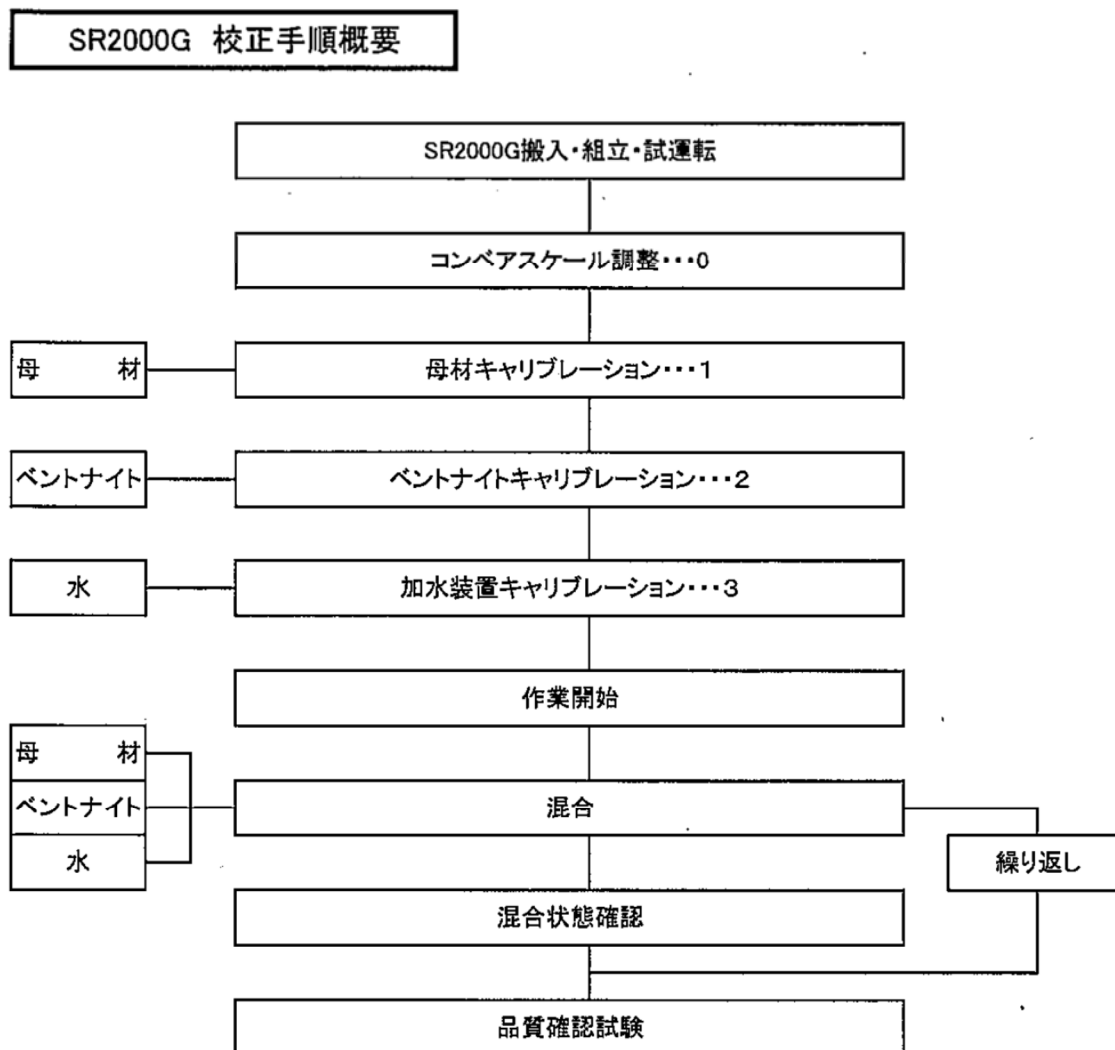 SR2000G 校正手順概要
SR2000G搬入・組立・試運転
コンベアスケール調整・・・0
母 材
母材キャリブレーション・・・1
ベントナイト
ベントナイトキャリブレーション・・・2
水
加水装置キャリブレーション・・・3
作業開始
母 材
ベントナイト
水
混合
繰り返し
混合状態確認
品質確認試験